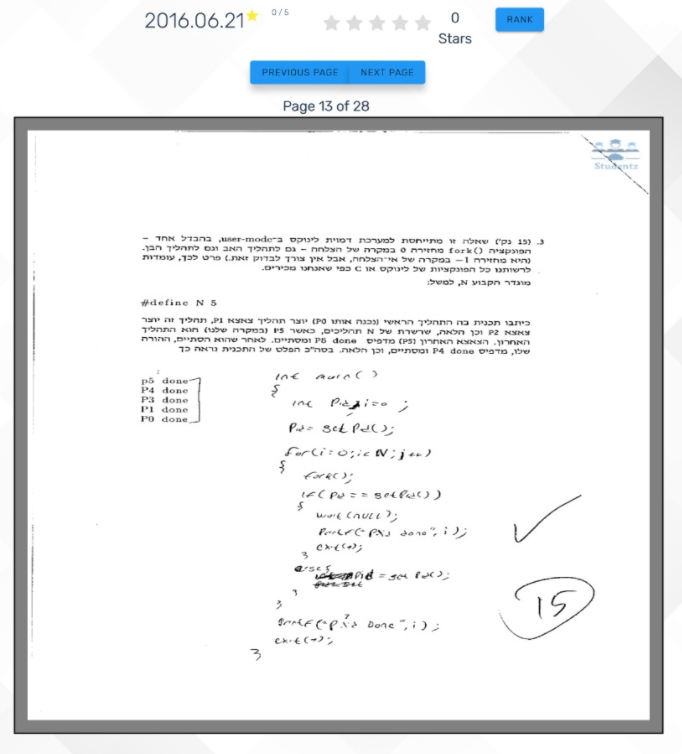 2016.06.21
0/5
0
Stars
RANK
PREVIOUS PAGE NEXT PAGE
Page 13 of 28
Studentz
3. (15 נק') שאלה זו מתייחסת למערכת דמוית לינוקס ב־user-mode, בהבדל אחד –
הפונקציה fork() מחזירה 0 במקרה של הצלחה – גם לתהליך האב וגם לתהליך הבן.
(היא מחזירה 1− במקרה של אי־הצלחה, אבל אין צורך לבדוק זאת.) פרט לכך, עומדות
לרשותנו כל הפונקציות של לינוקס או C כפי שאנחנו מכירים.
מוגדר הקבוע N, למשל:
#define N 5
כיתבו תכנית בה התהליך הראשי (נכנה אותו P0) יוצר תהליך צאצא P1, תהליך זה יוצר
צאצא P2 וכן הלאה, שרשרת של N תהליכים, כאשר P5 (במקרה שלנו) הוא התהליך
האחרון. הצאצא האחרון (P5) מדפיס P5 done ומסתיים. לאחר שהוא הסתיים, ההורה
שלו, מדפיס P4 done ומסתיים, וכן הלאה. בסה"כ הפלט של התכנית נראה כך
:
p5 done
P4 done
P3 done
P1 done
P0 done
int main()
{
int Pid, i=0 ;
Pid= get Pid();
for(i=0;i<N;i++)
{
fork();
if(Pid == getPid())
{
wait(null);
Printf("P%d done", i);
exit(0);
}
else{
Pid = get Pid();
}
}
printf("P%d Done", i);
exit(0);
}
15